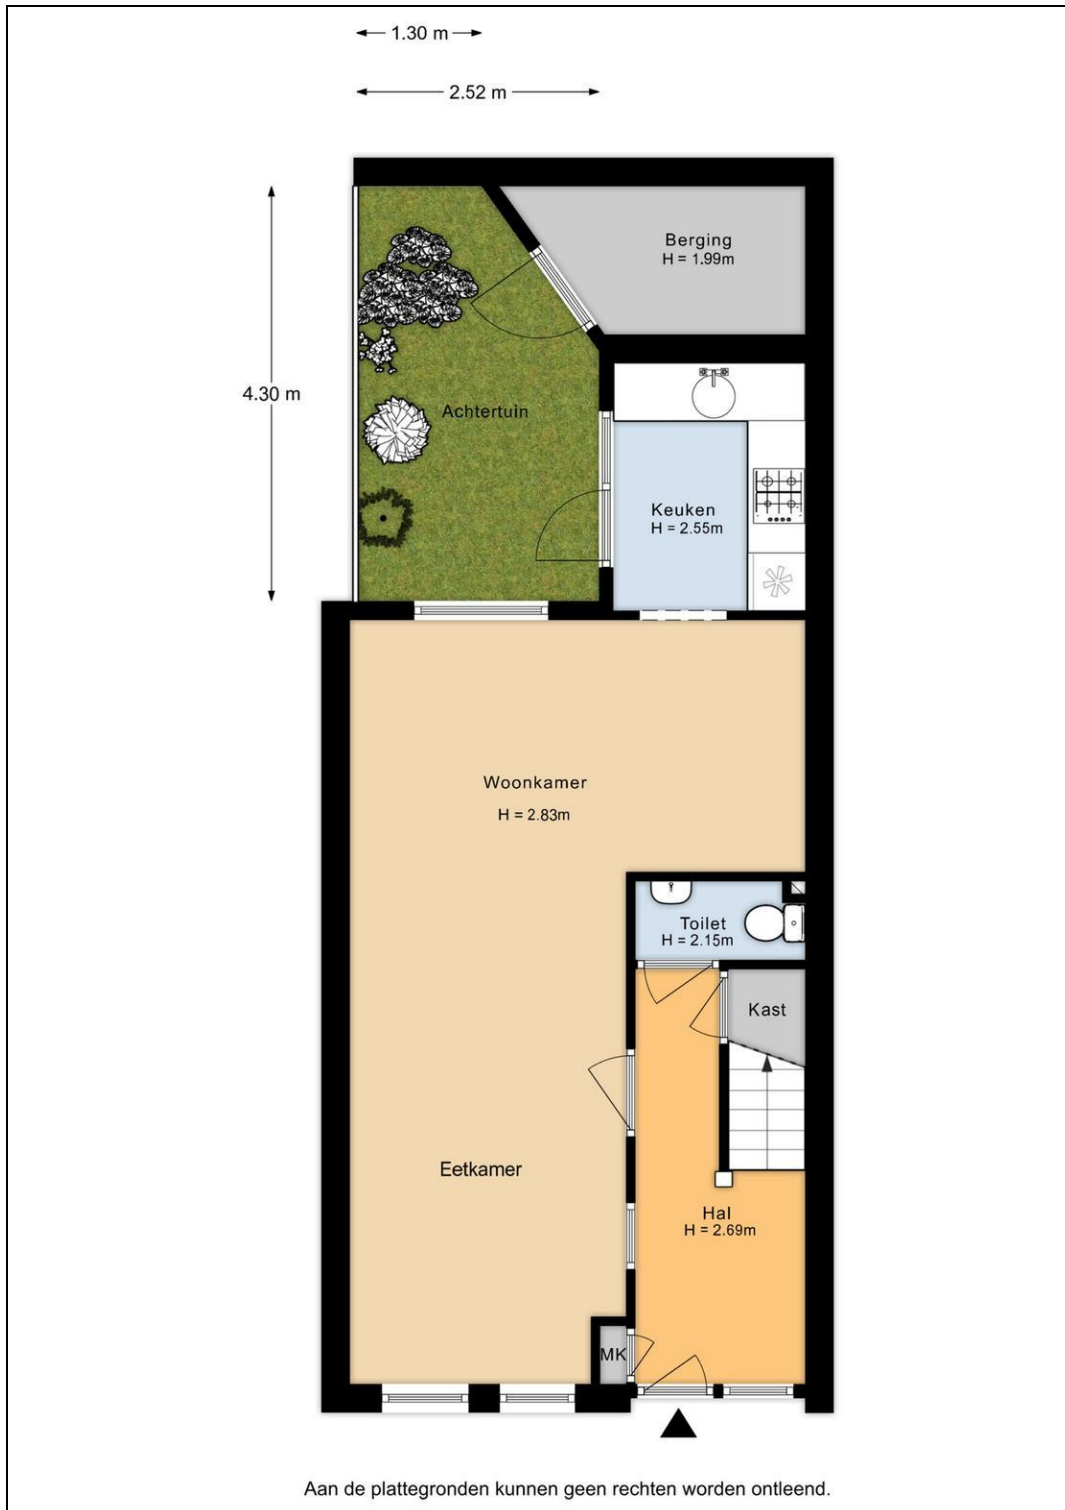 1.30 m
2.52 m
Berging
H = 1.99m
4.30 m
Achtertuin
Keuken
H = 2.55m
Woonkamer
H = 2.83m
Toilet
H = 2.15m
Kast
Eetkamer
Hal
H = 2.69m
MK
Aan de plattegronden kunnen geen rechten worden ontleend.